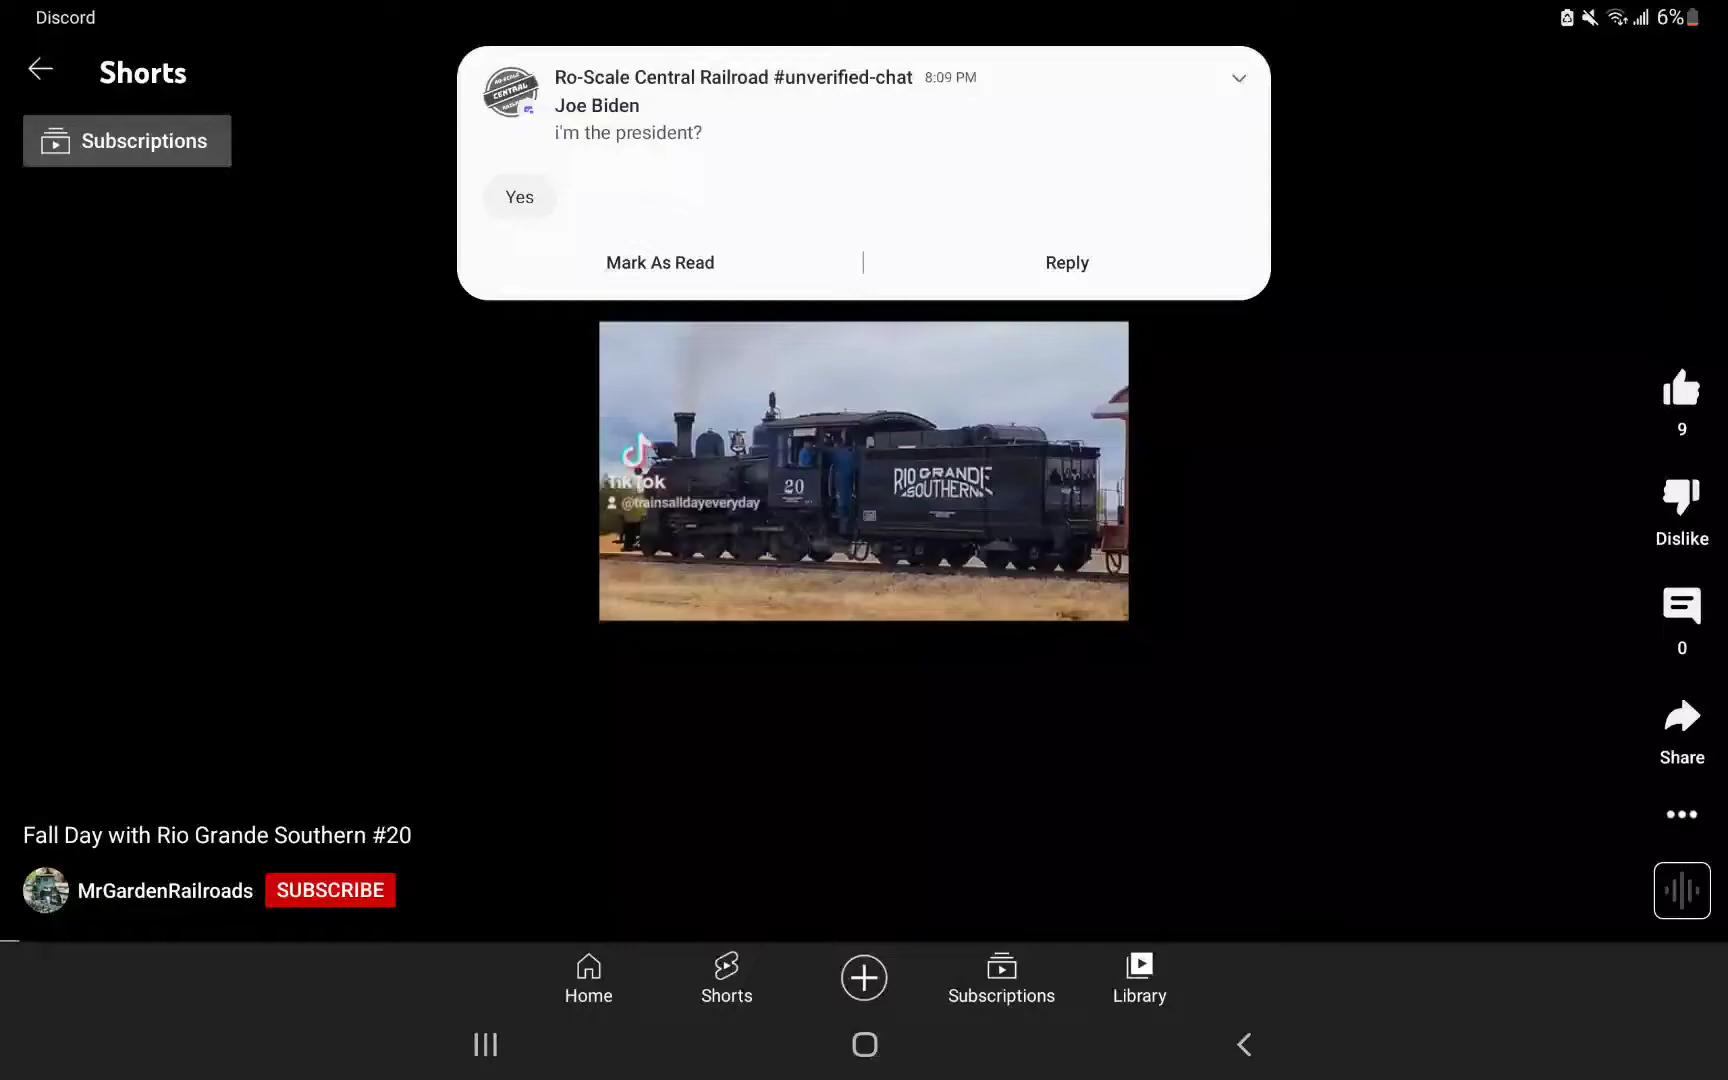 Discord
6%
Shorts
Subscriptions
Ro-Scale Central Railroad #unverified-chat 8:09 PM
Joe Biden
i'm the president?
Yes
Mark As Read
Reply
CENTRAL
TikTok
@trainsalldayeveryday
20
RIO GRANDE
SOUTHERN
9
Dislike
0
Share
Fall Day with Rio Grande Southern #20
MrGardenRailroads
SUBSCRIBE
Home
Shorts
Subscriptions
Library